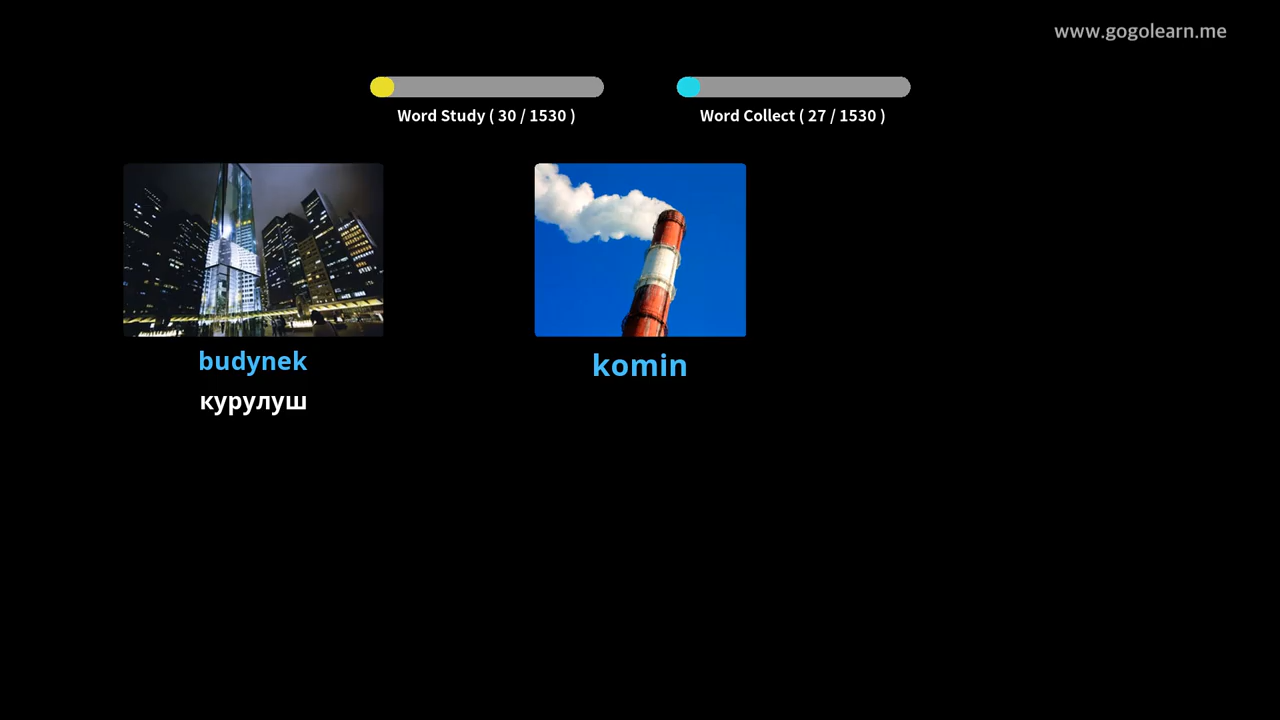 www.gogolearn.me
Word Study ( 30 / 1530 )
Word Collect ( 27 / 1530 )
budynek
курулуш
komin